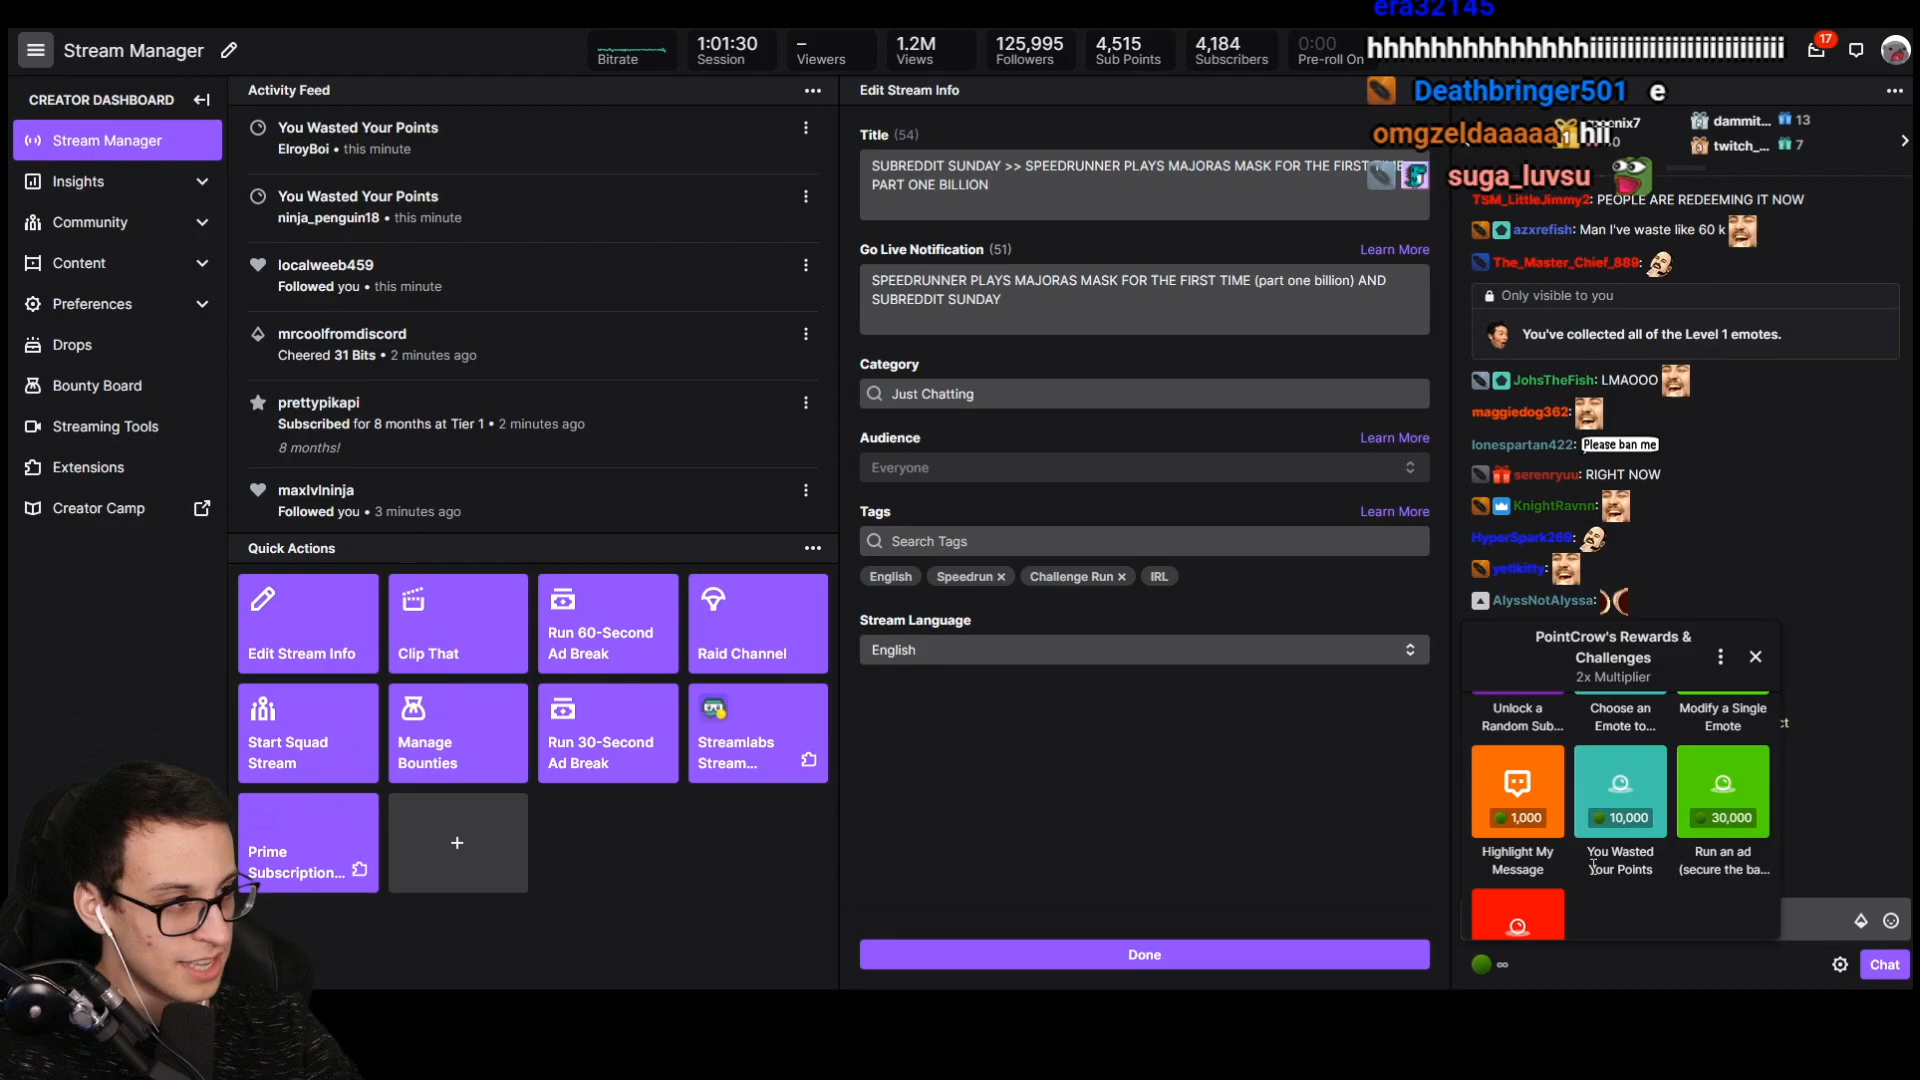 era32145
Stream Manager
Bitrate
1:01:30
Session
–
Viewers
1.2M
Views
125,995
Followers
4,515
Sub Points
4,184
Subscribers
0:00
Pre-roll On
hhhhhhhhhhhhhhiiiiiiiiiiiiiiiiiiiiiiiiiii
17
CREATOR DASHBOARD
Stream Manager
Insights
Community
Content
Preferences
Drops
Bounty Board
Streaming Tools
Extensions
Creator Camp
Activity Feed
You Wasted Your Points
ElroyBoi • this minute
You Wasted Your Points
ninja_penguin18 • this minute
localweeb459
Followed you • this minute
mrcoolfromdiscord
Cheered 31 Bits • 2 minutes ago
prettypikapi
Subscribed for 8 months at Tier 1 • 2 minutes ago
8 months!
maxlvlninja
Followed you • 3 minutes ago
Quick Actions
Edit Stream Info
Clip That
Run 60-Second
Ad Break
Raid Channel
Start Squad
Stream
Manage
Bounties
Run 30-Second
Ad Break
Streamlabs
Stream...
Prime
Subscription...
+
Edit Stream Info
Title (54)
SUBREDDIT SUNDAY >> SPEEDRUNNER PLAYS MAJORAS MASK FOR THE FIRST TIME
PART ONE BILLION
Go Live Notification (51)
Learn More
SPEEDRUNNER PLAYS MAJORAS MASK FOR THE FIRST TIME (part one billion) AND
SUBREDDIT SUNDAY
Category
Just Chatting
Audience
Learn More
Everyone
Tags
Learn More
Search Tags
English
Speedrun ×
Challenge Run ×
IRL
Stream Language
English
Done
Deathbringer501 e
omgzeldaaaaa hii
suga_luvsu
dammit... 13
twitch_... 7
TSM_LittleJimmy2: PEOPLE ARE REDEEMING IT NOW
azxrefish: Man I've waste like 60 k
The_Master_Chief_889:
Only visible to you
You've collected all of the Level 1 emotes.
JohsTheFish: LMAOOO
maggiedog362:
lonespartan422: Please ban me
serenryuu: RIGHT NOW
KnightRavnn:
HyperSpark269:
yetikitty:
AlyssNotAlyssa:
PointCrow's Rewards &
Challenges
2x Multiplier
Unlock a
Random Sub...
Choose an
Emote to...
Modify a Single
Emote
1,000
10,000
30,000
Highlight My
Message
You Wasted
Your Points
Run an ad
(secure the ba...
∞
Chat